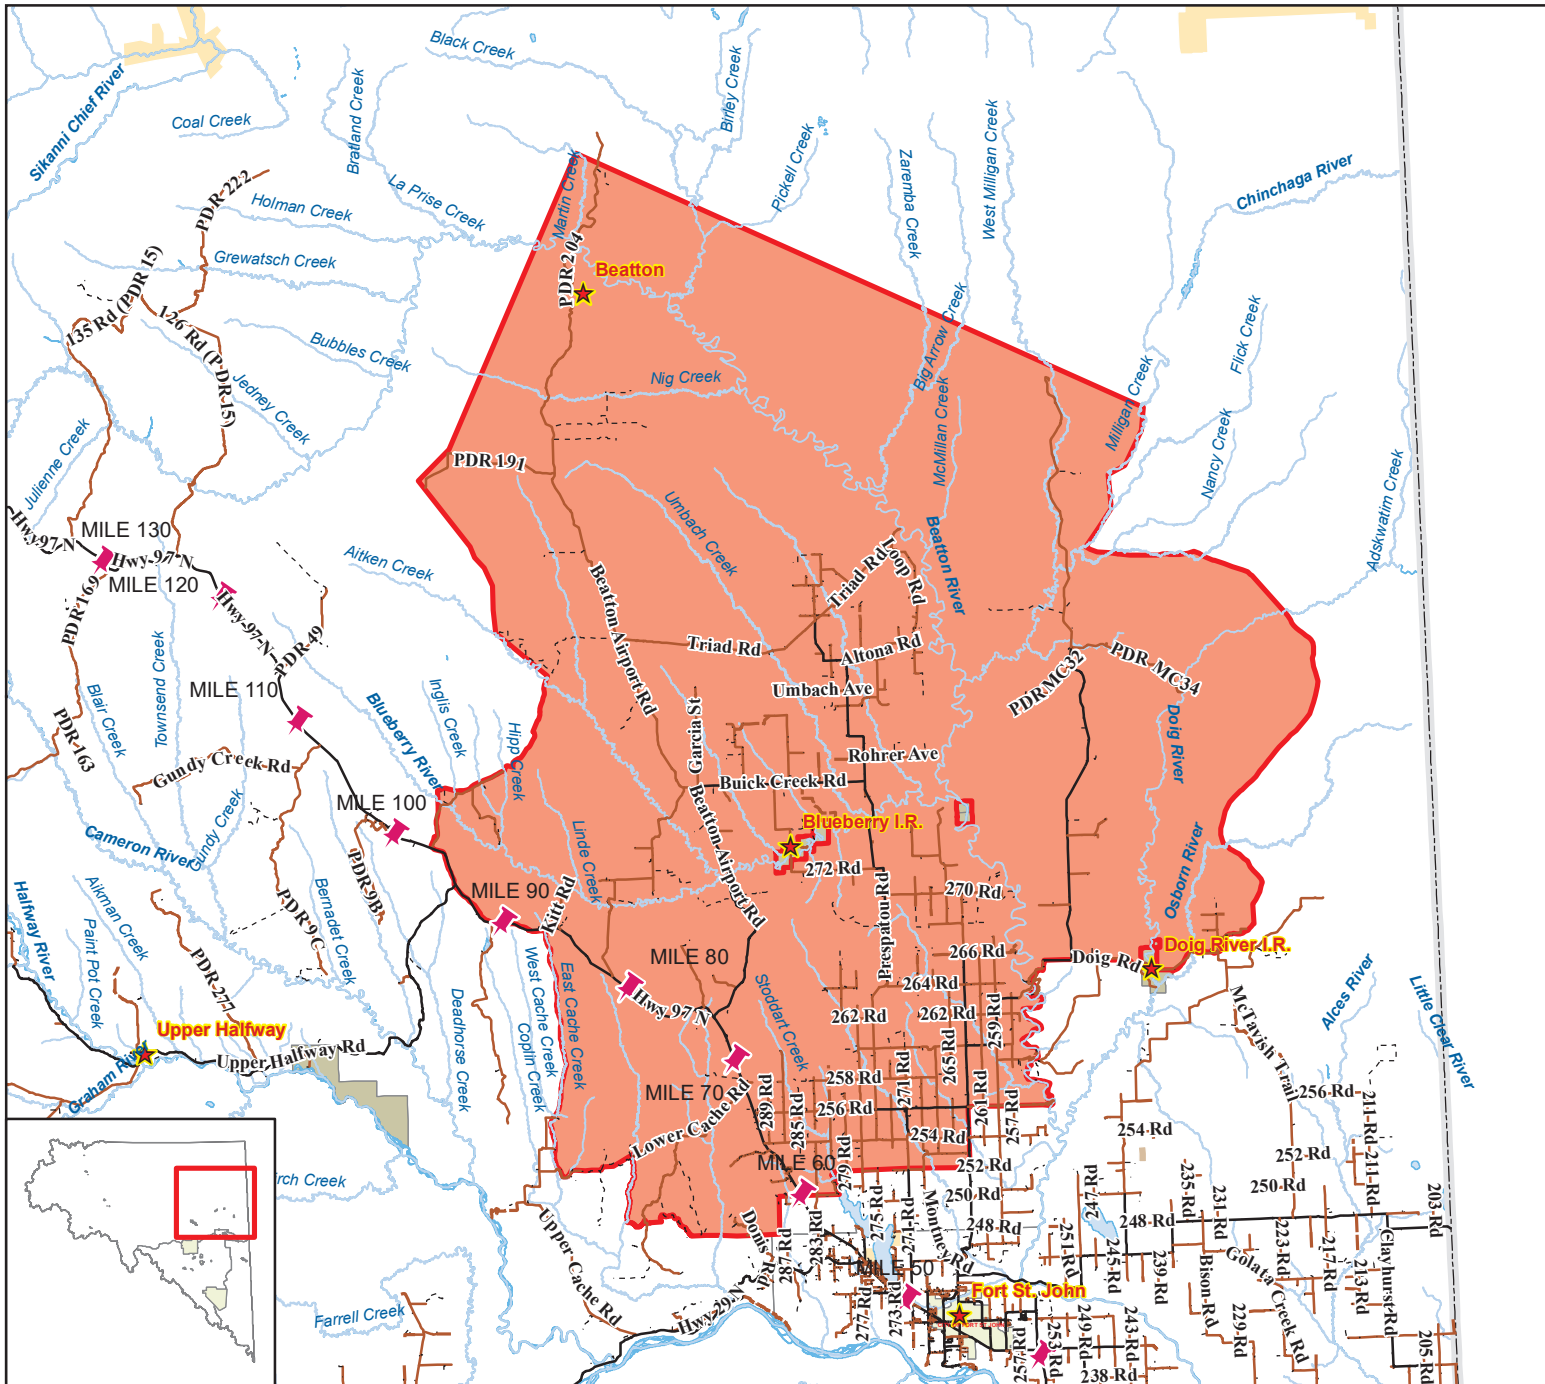 Black Creek
Birley Creek
Sikanni Chief River
Coal Creek
Bratland Creek
Pickell Creek
Zaremba Creek
West Milligan Creek
Chinchaga River
PDR 222
Holman Creek
La Prise Creek
Martin Creek
Grewatsch Creek
PDR 204
Beatton
135 Rd (PDR 15)
126 Rd (PDR 15)
Bubbles Creek
Jedney Creek
Nig Creek
Big Arrow Creek
McMillan Creek
Milligan Creek
Flick Creek
Nancy Creek
Adskwatim Creek
Julienne Creek
PDR 191
Umbach Creek
Hwy 97 N
MILE 130
Hwy 97 N
MILE 120
PDR 169
Hwy 97 N
PDR 49
Aitken Creek
Beatton Airport Rd
Triad Rd
Loop Rd
Beatton River
Triad Rd
Altona Rd
Umbach Ave
PDR MC32
PDR MC34
Doig River
MILE 110
Townsend Creek
Blair Creek
PDR 163
Blueberry River
Inglis Creek
Hipp Creek
Garcia St
Rohrer Ave
Gundy Creek Rd
Buick Creek Rd
MILE 100
Beatton Airport Rd
Blueberry I.R.
272 Rd
Cameron River
Gundy Creek
Linde Creek
PDR 9B
PDR 9 C
Bernadet Creek
MILE 90
Kitt Rd
270 Rd
Prespatou Rd
Osborn River
Halfway River
Aikman Creek
Paint Pot Creek
PDR 277
MILE 80
266 Rd
Doig Rd
Doig River I.R.
264 Rd
Hwy 97 N
262 Rd
262 Rd
259 Rd
Stoddart Creek
West Cache Creek
East Cache Creek
Coplin Creek
Deadhorse Creek
Upper Halfway
Upper Halfway Rd
Graham River
McTavish Trail
Alces River
Little Clear River
258 Rd
271 Rd
265 Rd
MILE 70
289 Rd
285 Rd
256 Rd
261 Rd
257 Rd
256 Rd
211 Rd
Lower Cache Rd
254 Rd
254 Rd
MILE 60
279 Rd
252 Rd
252 Rd
211 Rd
rch Creek
250 Rd
247 Rd
235 Rd
231 Rd
250 Rd
203 Rd
Upper Cache Rd
Donis Rd
287 Rd
283 Rd
275 Rd
271 Rd
Montney Rd
248 Rd
251 Rd
245 Rd
248 Rd
239 Rd
Bison Rd
Golata Creek Rd
223 Rd
217 Rd
213 Rd
Clayhurst Rd
MILE 50
Farrell Creek
Hwy 29 N
277 Rd
273 Rd
Fort St. John
257 Rd
253 Rd
249 Rd
243 Rd
238 Rd
229 Rd
205 Rd